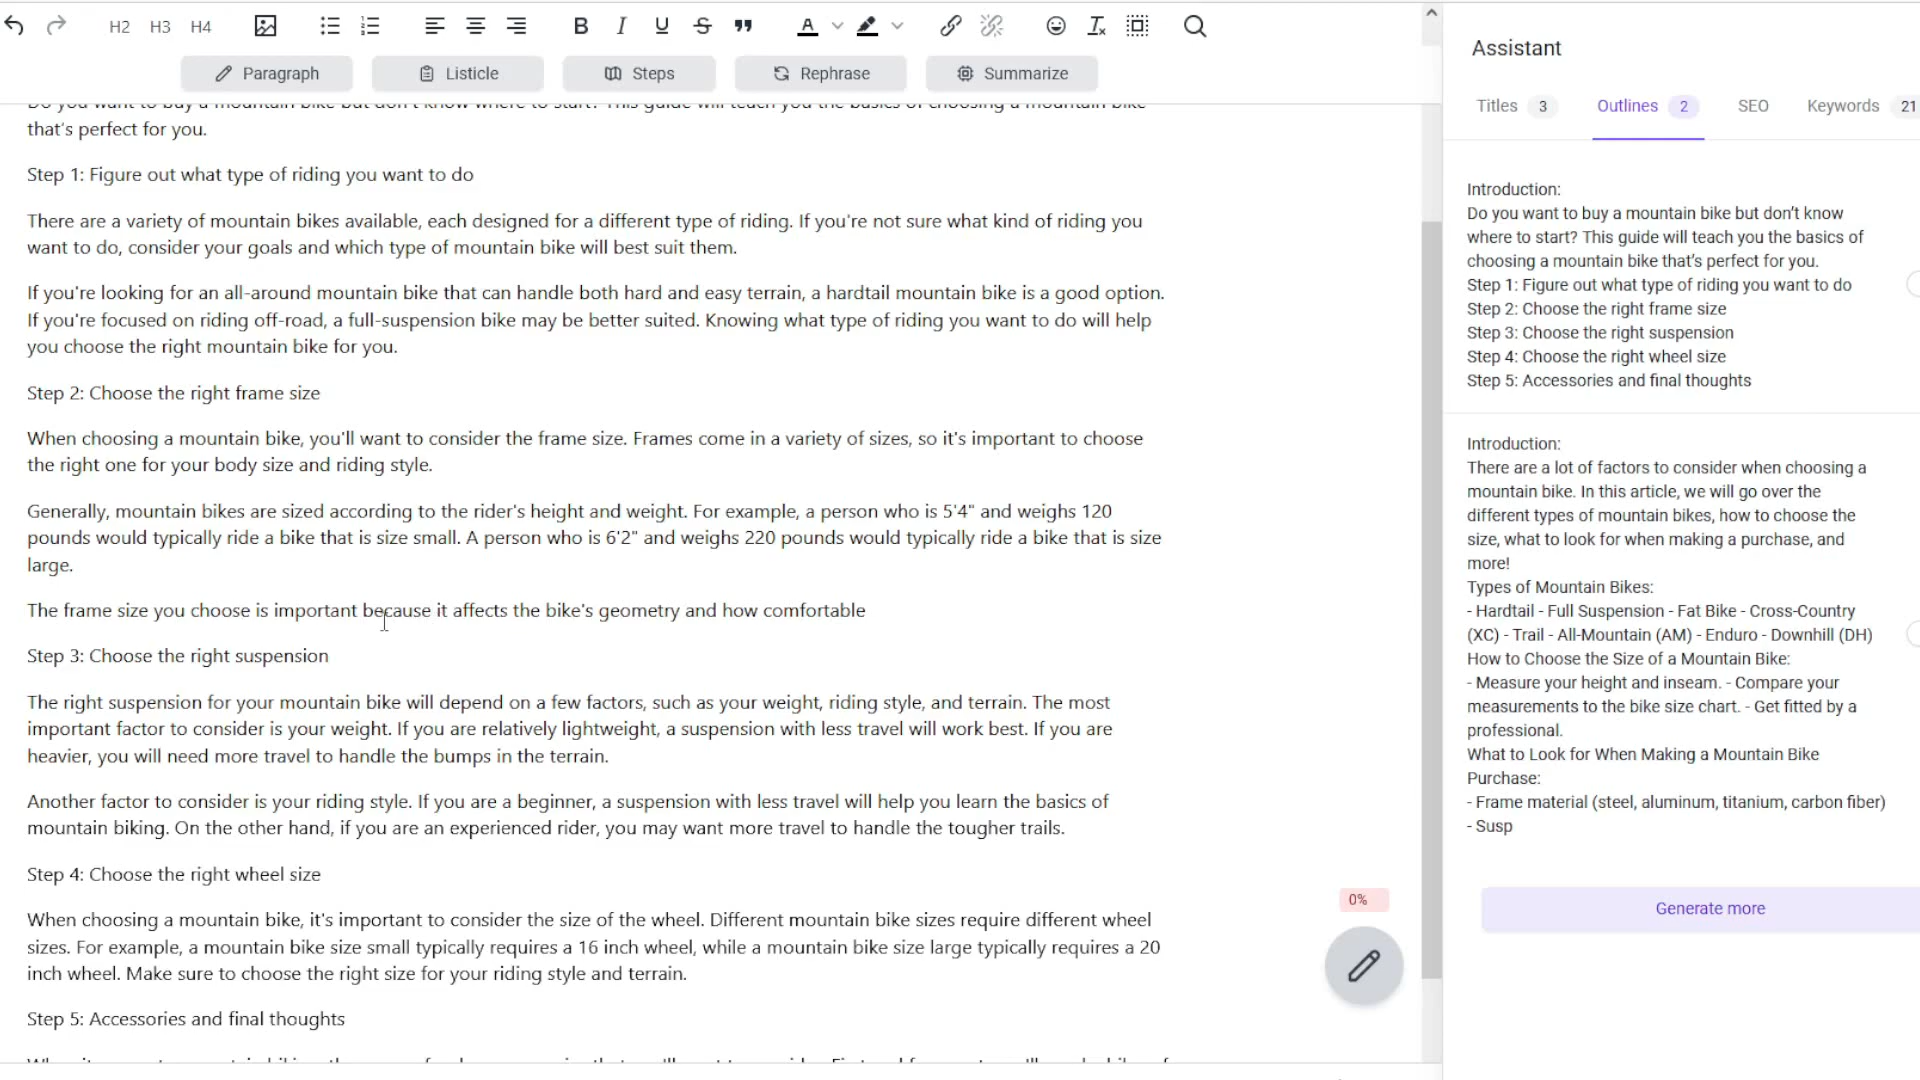 H2 H3 H4
Paragraph Listicle Steps Rephrase Summarize
Do you want to buy a mountain bike but don't know where to start? This guide will teach you the basics of choosing a mountain bike
that's perfect for you.
Step 1: Figure out what type of riding you want to do
There are a variety of mountain bikes available, each designed for a different type of riding. If you're not sure what kind of riding you
want to do, consider your goals and which type of mountain bike will best suit them.
If you're looking for an all-around mountain bike that can handle both hard and easy terrain, a hardtail mountain bike is a good option.
If you're focused on riding off-road, a full-suspension bike may be better suited. Knowing what type of riding you want to do will help
you choose the right mountain bike for you.
Step 2: Choose the right frame size
When choosing a mountain bike, you'll want to consider the frame size. Frames come in a variety of sizes, so it's important to choose
the right one for your body size and riding style.
Generally, mountain bikes are sized according to the rider's height and weight. For example, a person who is 5'4" and weighs 120
pounds would typically ride a bike that is size small. A person who is 6'2" and weighs 220 pounds would typically ride a bike that is size
large.
The frame size you choose is important because it affects the bike's geometry and how comfortable
Step 3: Choose the right suspension
The right suspension for your mountain bike will depend on a few factors, such as your weight, riding style, and terrain. The most
important factor to consider is your weight. If you are relatively lightweight, a suspension with less travel will work best. If you are
heavier, you will need more travel to handle the bumps in the terrain.
Another factor to consider is your riding style. If you are a beginner, a suspension with less travel will help you learn the basics of
mountain biking. On the other hand, if you are an experienced rider, you may want more travel to handle the tougher trails.
Step 4: Choose the right wheel size
When choosing a mountain bike, it's important to consider the size of the wheel. Different mountain bike sizes require different wheel
sizes. For example, a mountain bike size small typically requires a 16 inch wheel, while a mountain bike size large typically requires a 20
inch wheel. Make sure to choose the right size for your riding style and terrain.
Step 5: Accessories and final thoughts
0%
Assistant
Titles 3 Outlines 2 SEO Keywords 21
Introduction:
Do you want to buy a mountain bike but don't know
where to start? This guide will teach you the basics of
choosing a mountain bike that's perfect for you.
Step 1: Figure out what type of riding you want to do
Step 2: Choose the right frame size
Step 3: Choose the right suspension
Step 4: Choose the right wheel size
Step 5: Accessories and final thoughts
Introduction:
There are a lot of factors to consider when choosing a
mountain bike. In this article, we will go over the
different types of mountain bikes, how to choose the
size, what to look for when making a purchase, and
more!
Types of Mountain Bikes:
- Hardtail - Full Suspension - Fat Bike - Cross-Country
(XC) - Trail - All-Mountain (AM) - Enduro - Downhill (DH)
How to Choose the Size of a Mountain Bike:
- Measure your height and inseam. - Compare your
measurements to the bike size chart. - Get fitted by a
professional.
What to Look for When Making a Mountain Bike
Purchase:
- Frame material (steel, aluminum, titanium, carbon fiber)
- Susp
Generate more